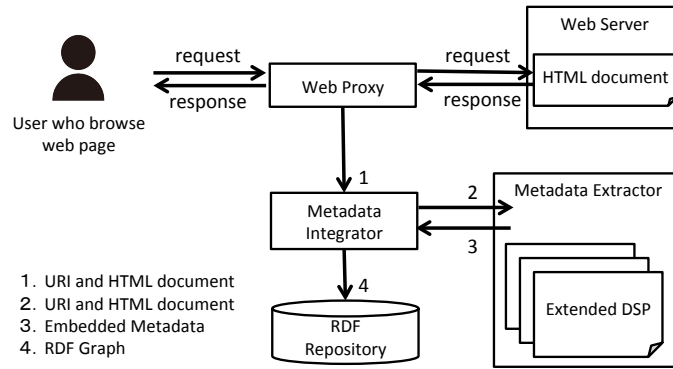 Web Server
request
request
HTML document
Web Proxy
response
response
User who browse
web page
1
2
Metadata Extractor
Metadata
Integrator
3
4
1. URI and HTML document
2. URI and HTML document
3. Embedded Metadata
4. RDF Graph
RDF
Repository
Extended DSP